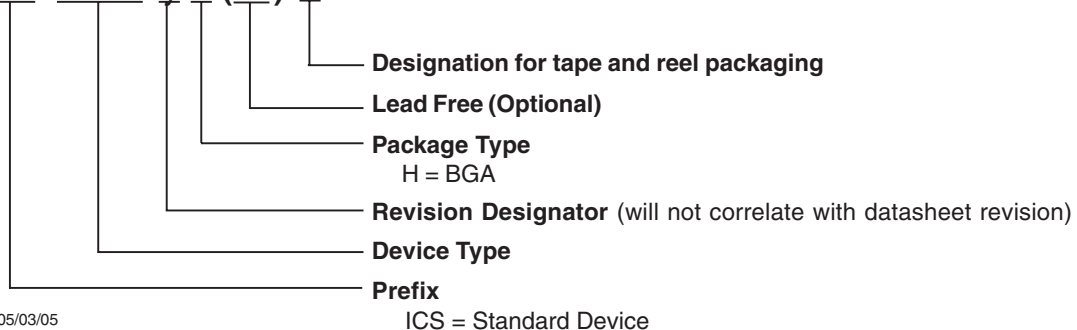 Designation for tape and reel packaging
Lead Free (Optional)
Package Type
H = BGA
Revision Designator (will not correlate with datasheet revision)
Device Type
Prefix
ICS = Standard Device
05/03/05